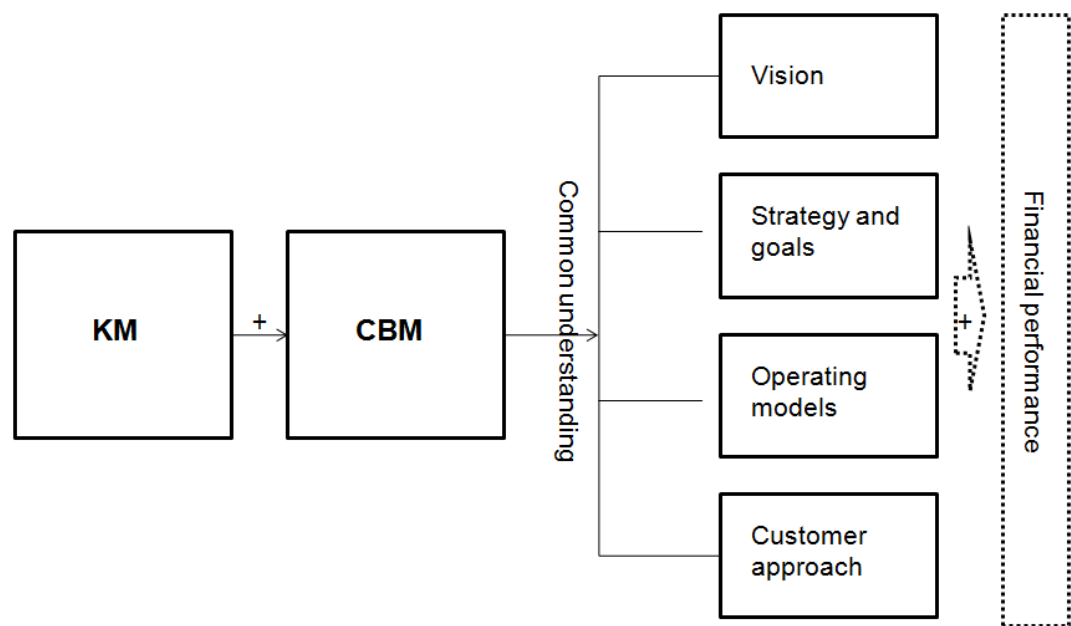 KM
+
CBM
Common understanding
Vision
Strategy and
goals
Operating
models
Customer
approach
+
Financial performance